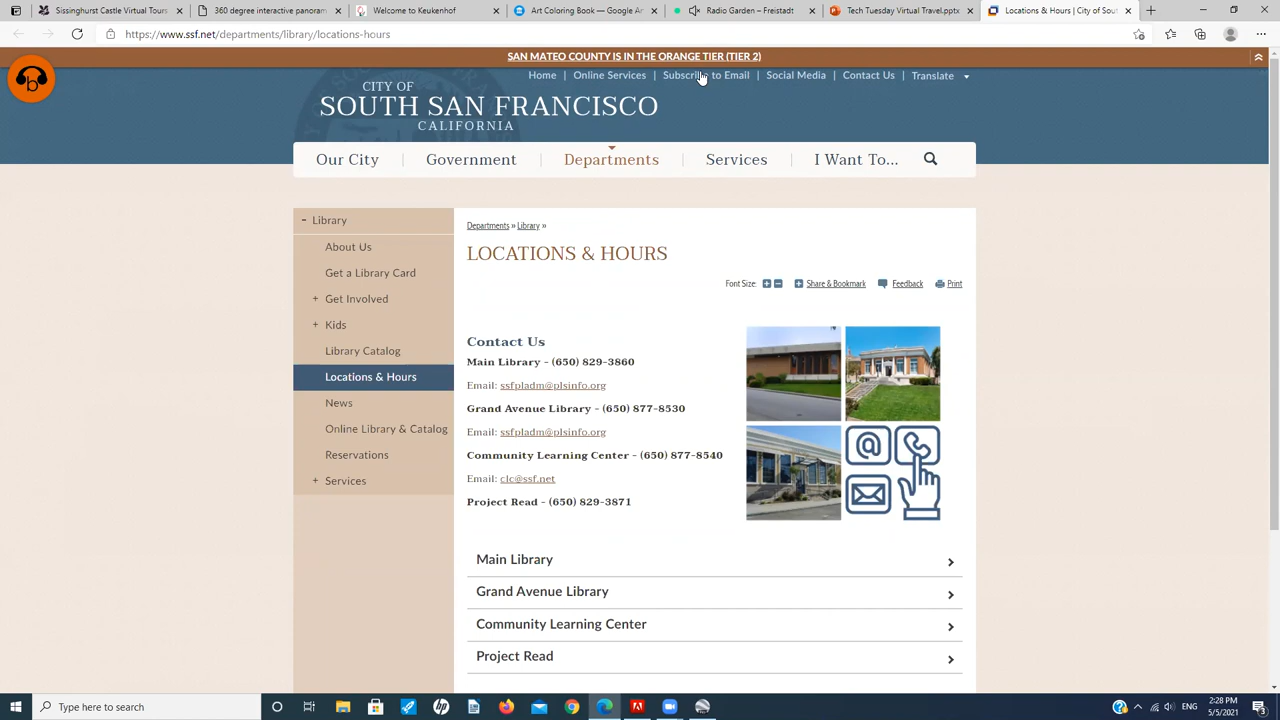 Sissinghurst Castle Virtual Tours
360 degree interactive panoram
Welcome to Keukenhof
Art Coloring Book — Google Arts
Radio Garden – Freistadt
Tech Tuesday Travel Travel.pptx
Locations & Hours | City of Sout
https://www.ssf.net/departments/library/locations-hours
SAN MATEO COUNTY IS IN THE ORANGE TIER (TIER 2)
Home | Online Services | Subscribe to Email | Social Media | Contact Us | Translate
CITY OF
SOUTH SAN FRANCISCO
CALIFORNIA
Our City Government Departments Services I Want To...
- Library
About Us
Get a Library Card
+ Get Involved
+ Kids
Library Catalog
Locations & Hours
News
Online Library & Catalog
Reservations
+ Services
Departments » Library »
LOCATIONS & HOURS
Font Size: + - + Share & Bookmark Feedback Print
Contact Us
Main Library - (650) 829-3860
Email: ssfpladm@plsinfo.org
Grand Avenue Library - (650) 877-8530
Email: ssfpladm@plsinfo.org
Community Learning Center - (650) 877-8540
Email: clc@ssf.net
Project Read - (650) 829-3871
Main Library
Grand Avenue Library
Community Learning Center
Project Read
Type here to search
ENG
2:28 PM
5/5/2021